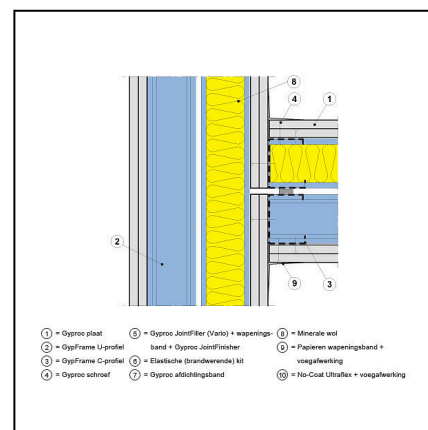 8
4
1
2
9
3
1 = Gyproc plaat
2 = GypFrame U-profiel
3 = GypFrame C-profiel
4 = Gyproc schroef
5 = Gyproc JointFiller (Vario) + wapenings-
band + Gyproc JointFinisher
6 = Elastische (brandwerende) kit
7 = Gyproc afdichtingsband
8 = Minerale wol
9 = Papieren wapeningsband +
voegafwerking
10 = No-Coat Ultraflex + voegafwerking